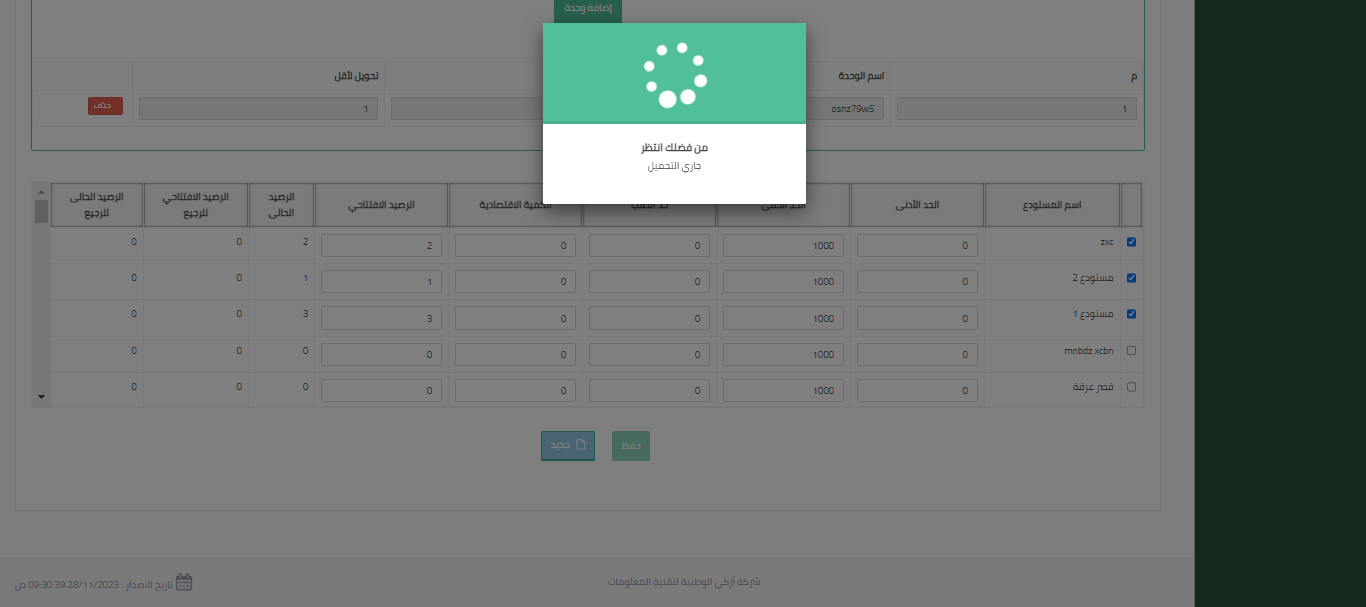 إضافة وحدة
م
اسم الوحدة
تحويل لأقل
1
osnz79w5
1
حذف
من فضلك انتظر
جاري التحميل
اسم المستودع
الحد الأدنى
الكمية الاقتصادية
الرصيد الافتتاحي
الرصيد الحالى
الرصيد الافتتاحي للرجيع
الرصيد الحالى للرجيع
zxc 0 1000 0 0 2 2 0 0
مستودع 2 0 1000 0 0 1 1 0 0
مستودع 1 0 1000 0 0 3 3 0 0
mnbdz xcbn 0 1000 0 0 0 0 0 0
قصر عرقة 0 1000 0 0 0 0 0 0
حفظ
جديد
شركة أركي الوطنية لتقنية المعلومات
تاريخ الاصدار : 28/11/2023 09:30:39 ص